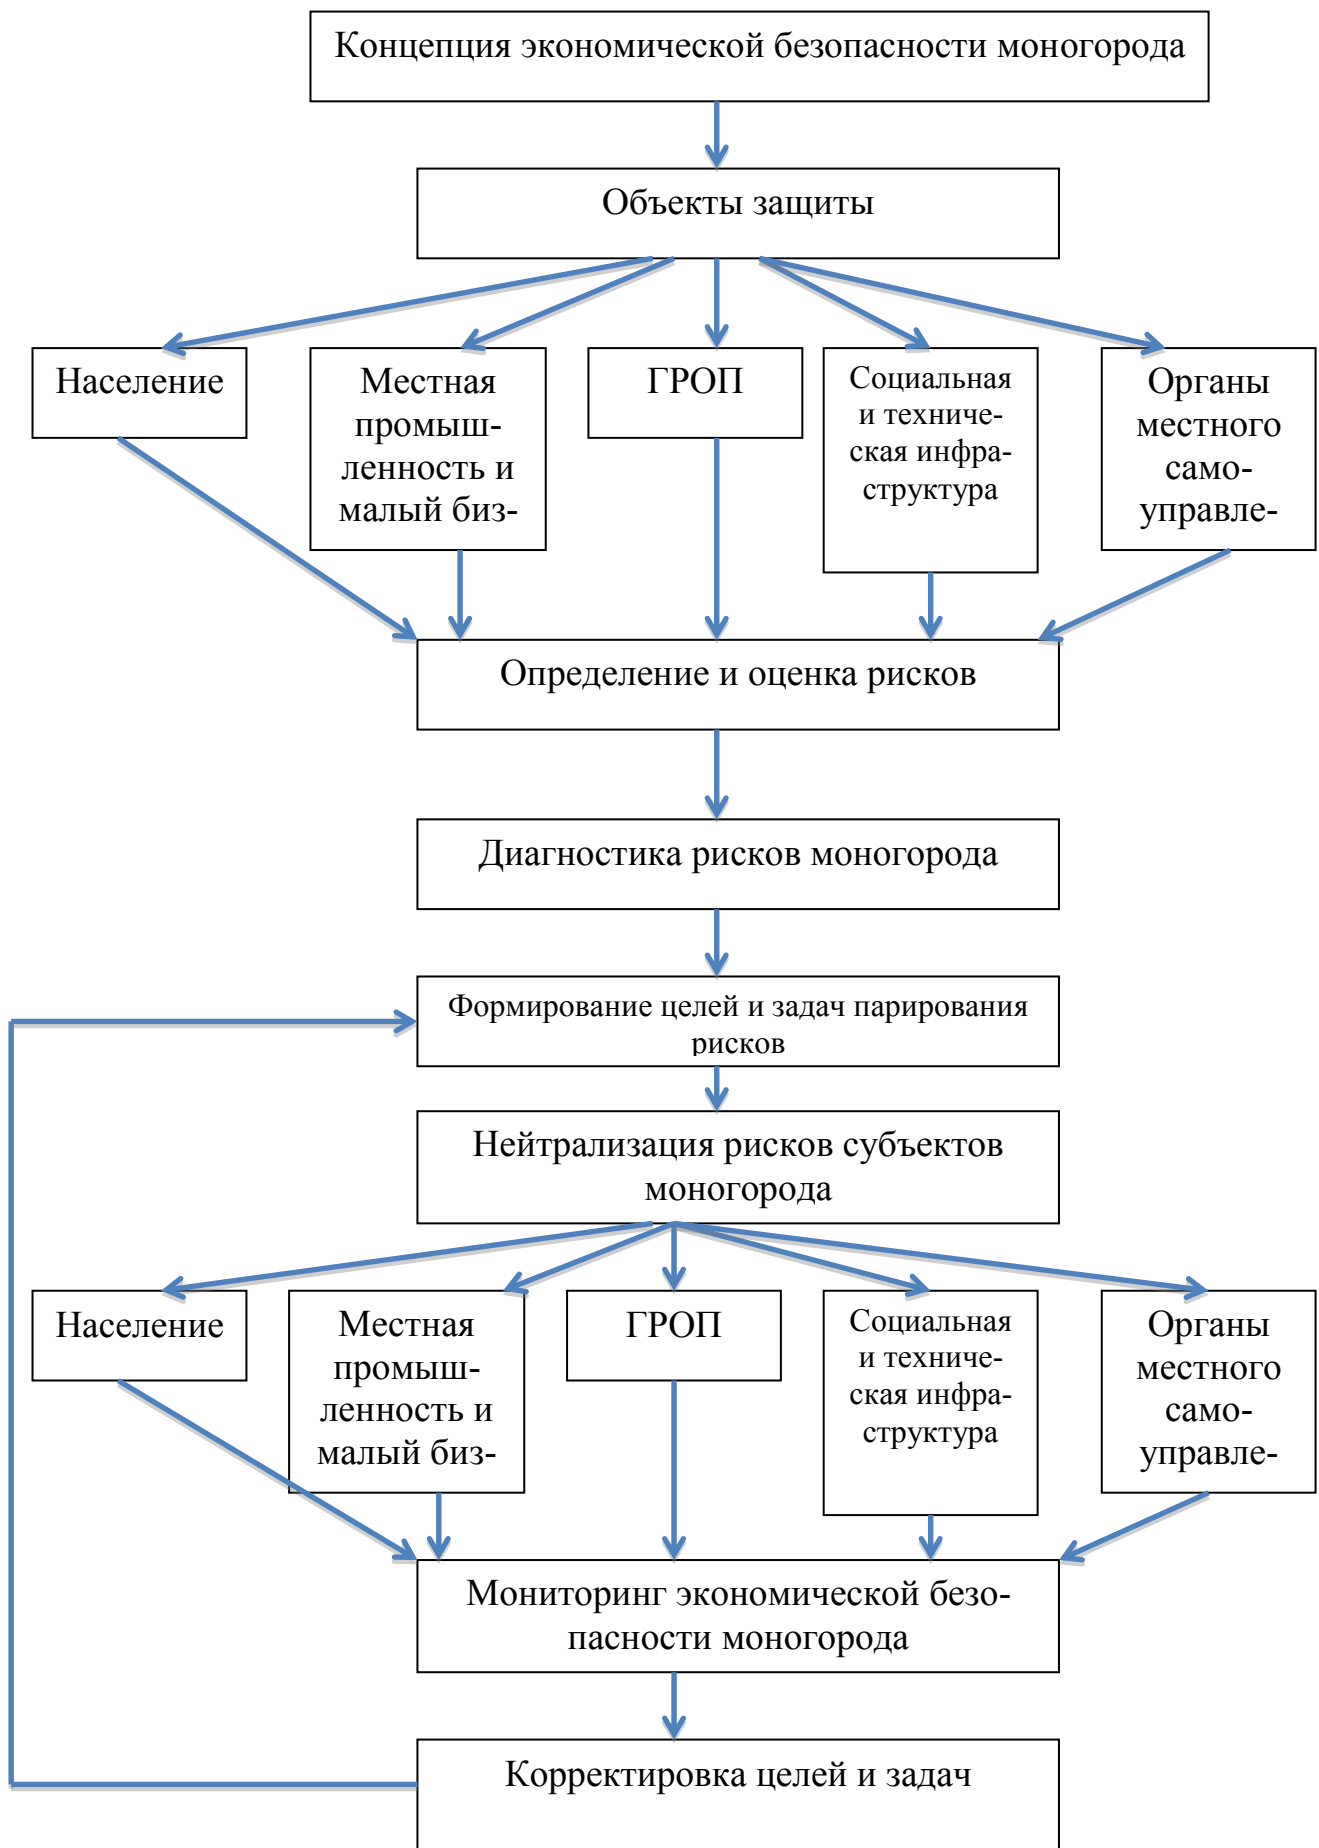 Концепция экономической безопасности моногорода
Объекты защиты
Население
Местная
промыш-
ленность и
малый биз-
ГРОП
Социальная
и техниче-
ская инфра-
структура
Органы
местного
само-
управле-
Определение и оценка рисков
Диагностика рисков моногорода
Формирование целей и задач парирования
рисков
Нейтрализация рисков субъектов
моногорода
Население
Местная
промыш-
ленность и
малый биз-
ГРОП
Социальная
и техниче-
ская инфра-
структура
Органы
местного
само-
управле-
Мониторинг экономической безо-
пасности моногорода
Корректировка целей и задач